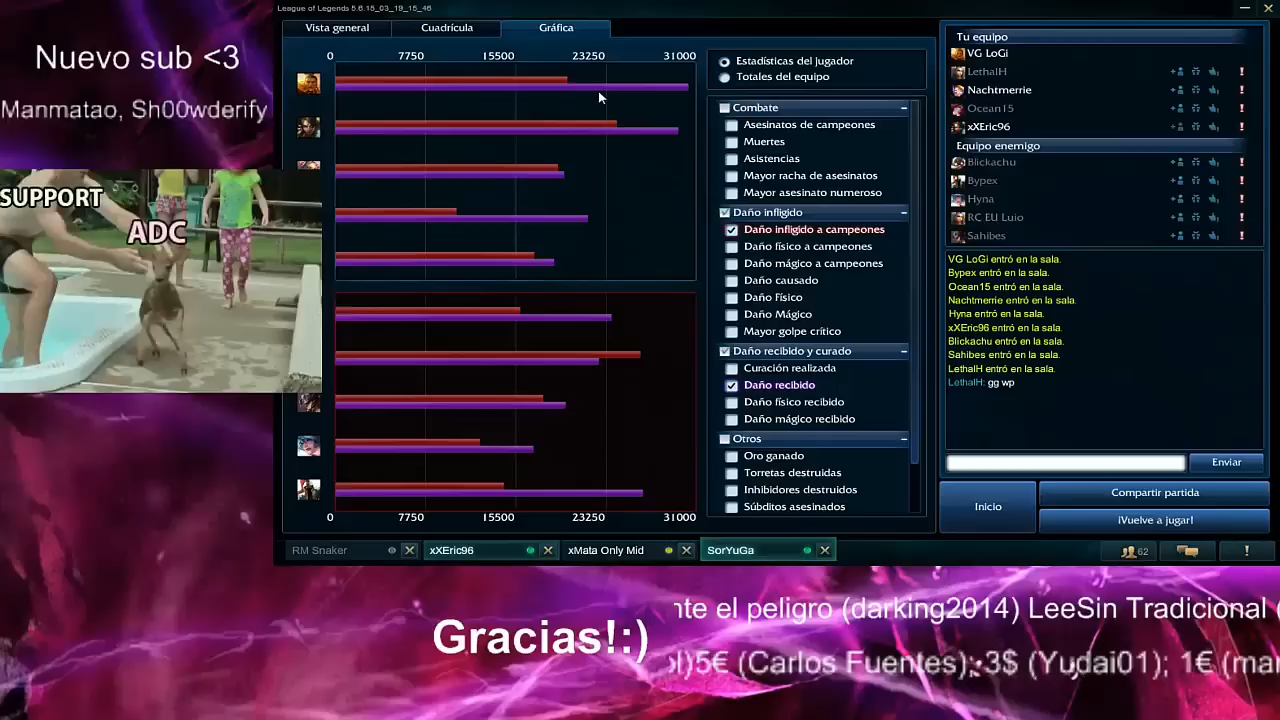 League of Legends 5.6.15_03_19_15_46
Vista general
Cuadrícula
Gráfica
Nuevo sub <3
Manmatao, Sh00wderify
SUPPORT
ADC
0 7750 15500 23250 31000
0 7750 15500 23250 31000
Estadísticas del jugador
Totales del equipo
Combate
Asesinatos de campeones
Muertes
Asistencias
Mayor racha de asesinatos
Mayor asesinato numeroso
Daño infligido
Daño infligido a campeones
Daño físico a campeones
Daño mágico a campeones
Daño causado
Daño Físico
Daño Mágico
Mayor golpe crítico
Daño recibido y curado
Curación realizada
Daño recibido
Daño físico recibido
Daño mágico recibido
Otros
Oro ganado
Torretas destruidas
Inhibidores destruidos
Súbditos asesinados
Tu equipo
VG LoGi
LethalH
Nachtmerrie
Ocean15
xXEric96
Equipo enemigo
Blickachu
Bypex
Hyna
RC EU Luio
Sahibes
VG LoGi entró en la sala.
Bypex entró en la sala.
Ocean15 entró en la sala.
Nachtmerrie entró en la sala.
Hyna entró en la sala.
xXEric96 entró en la sala.
Blickachu entró en la sala.
Sahibes entró en la sala.
LethalH entró en la sala.
LethalH: gg wp
Enviar
Inicio
Compartir partida
¡Vuelve a jugar!
RM Snaker
xXEric96
xMata Only Mid
SorYuGa
62
Gracias!:)
el peligro (darking2014) LeeSin Tradicional (
5€ (Carlos Fuentes); 3$ (Yudai01); 1€